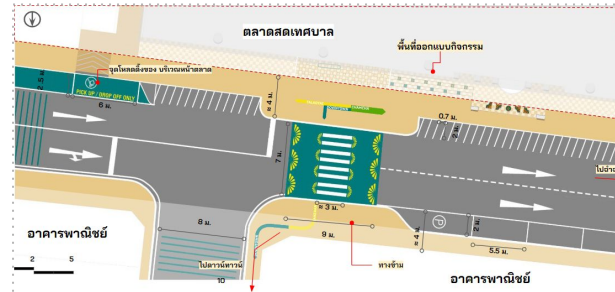 ตลาดสดเทศบาล
พื้นที่ออกแบบกิจกรรม
จุดโหลดสิ่งของ บริเวณหน้าตลาด
2.5 ม.
PICK UP / DROP OFF ONLY
6 ม.
≈ 4 ม.
0.7 ม.
2 ม.
7 ม.
≈ 3 ม.
8 ม.
9 ม.
P
≈ 4 ม.
2 ม.
5.5 ม.
อาคารพาณิชย์
ไปดาวน์ทาวน์
ทางข้าม
อาคารพาณิชย์
2
5
10